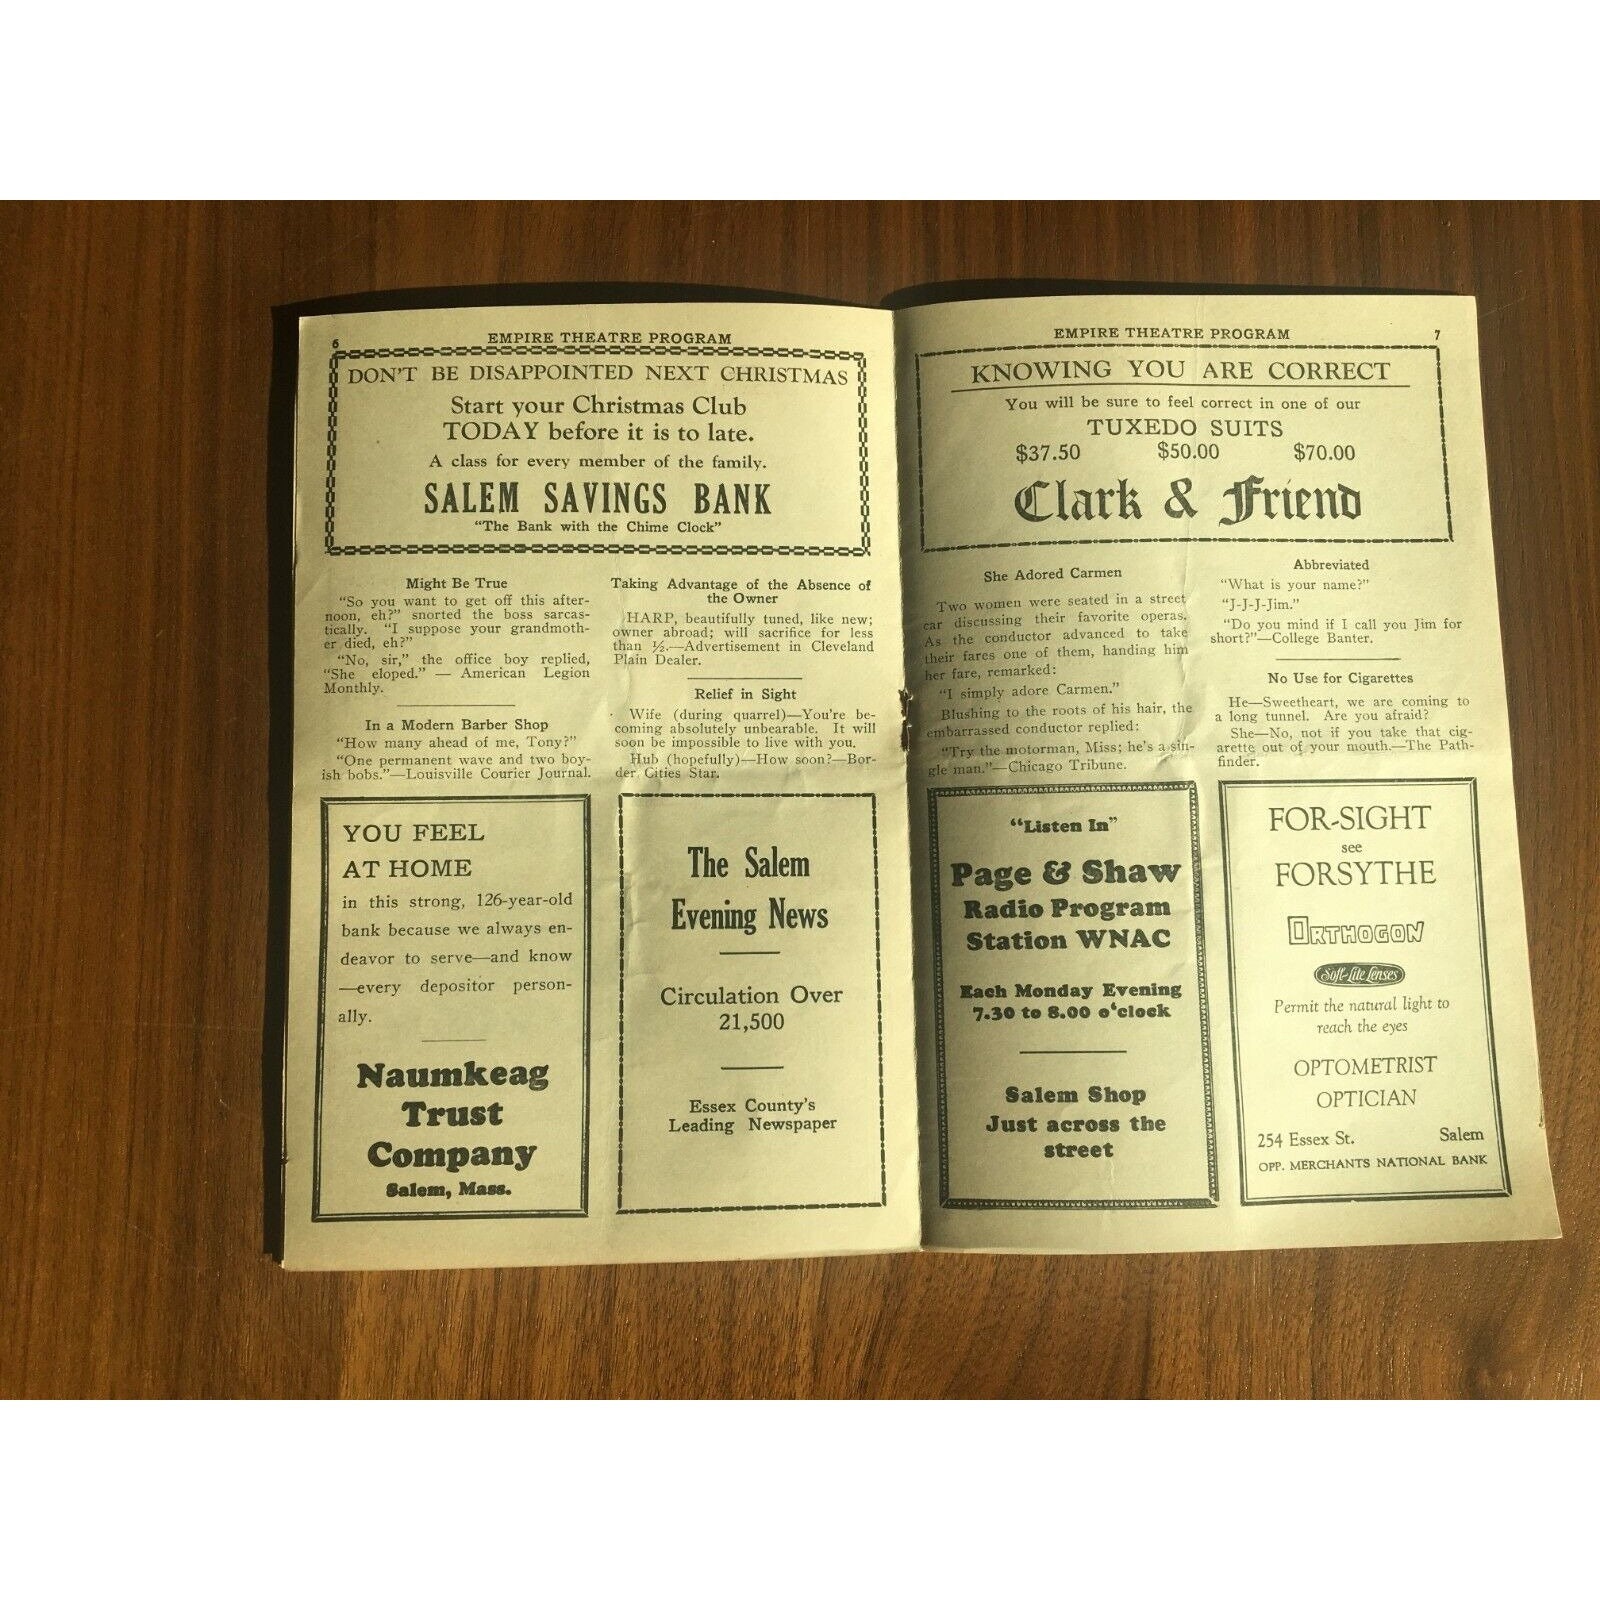 6
EMPIRE THEATRE PROGRAM
DON'T BE DISAPPOINTED NEXT CHRISTMAS
Start your Christmas Club
TODAY before it is to late.
A class for every member of the family.
SALEM SAVINGS BANK
"The Bank with the Chime Clock"
Might Be True
"So you want to get off this after-
noon, eh?" snorted the boss sarcas-
tically. "I suppose your grandmoth-
er died, eh?"
"No, sir," the office boy replied,
"She eloped." — American Legion
Monthly.
In a Modern Barber Shop
"How many ahead of me, Tony?"
"One permanent wave and two boy-
ish bobs."—Louisville Courier Journal.
Taking Advantage of the Absence of
the Owner
HARP, beautifully tuned, like new;
owner abroad; will sacrifice for less
than ½.—Advertisement in Cleveland
Plain Dealer.
Relief in Sight
Wife (during quarrel)—You're be-
coming absolutely unbearable. It will
soon be impossible to live with you.
Hub (hopefully)—How soon?—Bor-
der Cities Star.
YOU FEEL
AT HOME
in this strong, 126-year-old
bank because we always en-
deavor to serve—and know
—every depositor person-
ally.
Naumkeag
Trust
Company
Salem, Mass.
The Salem
Evening News
Circulation Over
21,500
Essex County's
Leading Newspaper
EMPIRE THEATRE PROGRAM
7
KNOWING YOU ARE CORRECT
You will be sure to feel correct in one of our
TUXEDO SUITS
$37.50 $50.00 $70.00
Clark & Friend
She Adored Carmen
Two women were seated in a street
car discussing their favorite operas.
As the conductor advanced to take
their fares one of them, handing him
her fare, remarked:
"I simply adore Carmen."
Blushing to the roots of his hair, the
embarrassed conductor replied:
"Try the motorman, Miss; he's a sin-
gle man."—Chicago Tribune.
Abbreviated
"What is your name?"
"J-J-J-Jim."
"Do you mind if I call you Jim for
short?"—College Banter.
No Use for Cigarettes
He—Sweetheart, we are coming to
a long tunnel. Are you afraid?
She—No, not if you take that cig-
arette out of your mouth.—The Path-
finder.
"Listen In"
Page & Shaw
Radio Program
Station WNAC
Each Monday Evening
7.30 to 8.00 o'clock
Salem Shop
Just across the
street
FOR-SIGHT
see
FORSYTHE
ORTHOGON
Soft-Lite Lenses
Permit the natural light to
reach the eyes
OPTOMETRIST
OPTICIAN
254 Essex St. Salem
OPP. MERCHANTS NATIONAL BANK